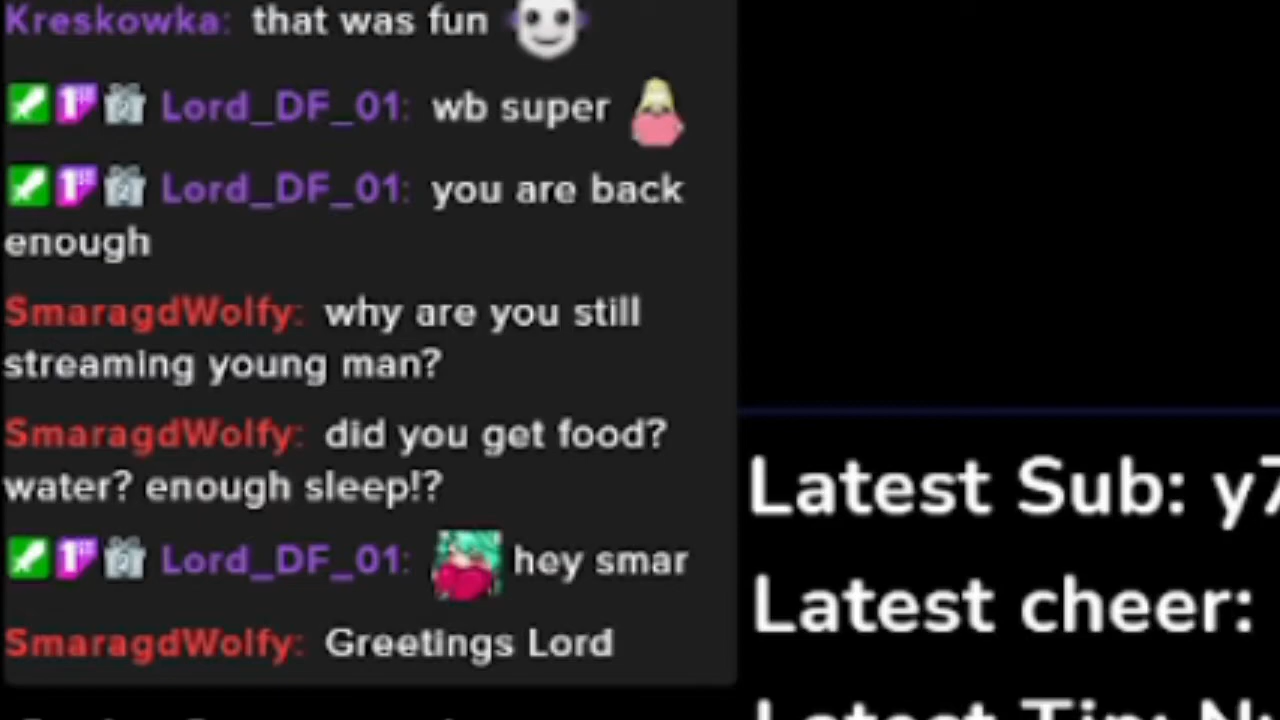 Kreskowka: that was fun
Lord_DF_01: wb super
Lord_DF_01: you are back
enough
SmaragdWolfy: why are you still
streaming young man?
SmaragdWolfy: did you get food?
water? enough sleep!?
Lord_DF_01: hey smar
SmaragdWolfy: Greetings Lord
Latest Sub: y7
Latest cheer:
Latest Tip: